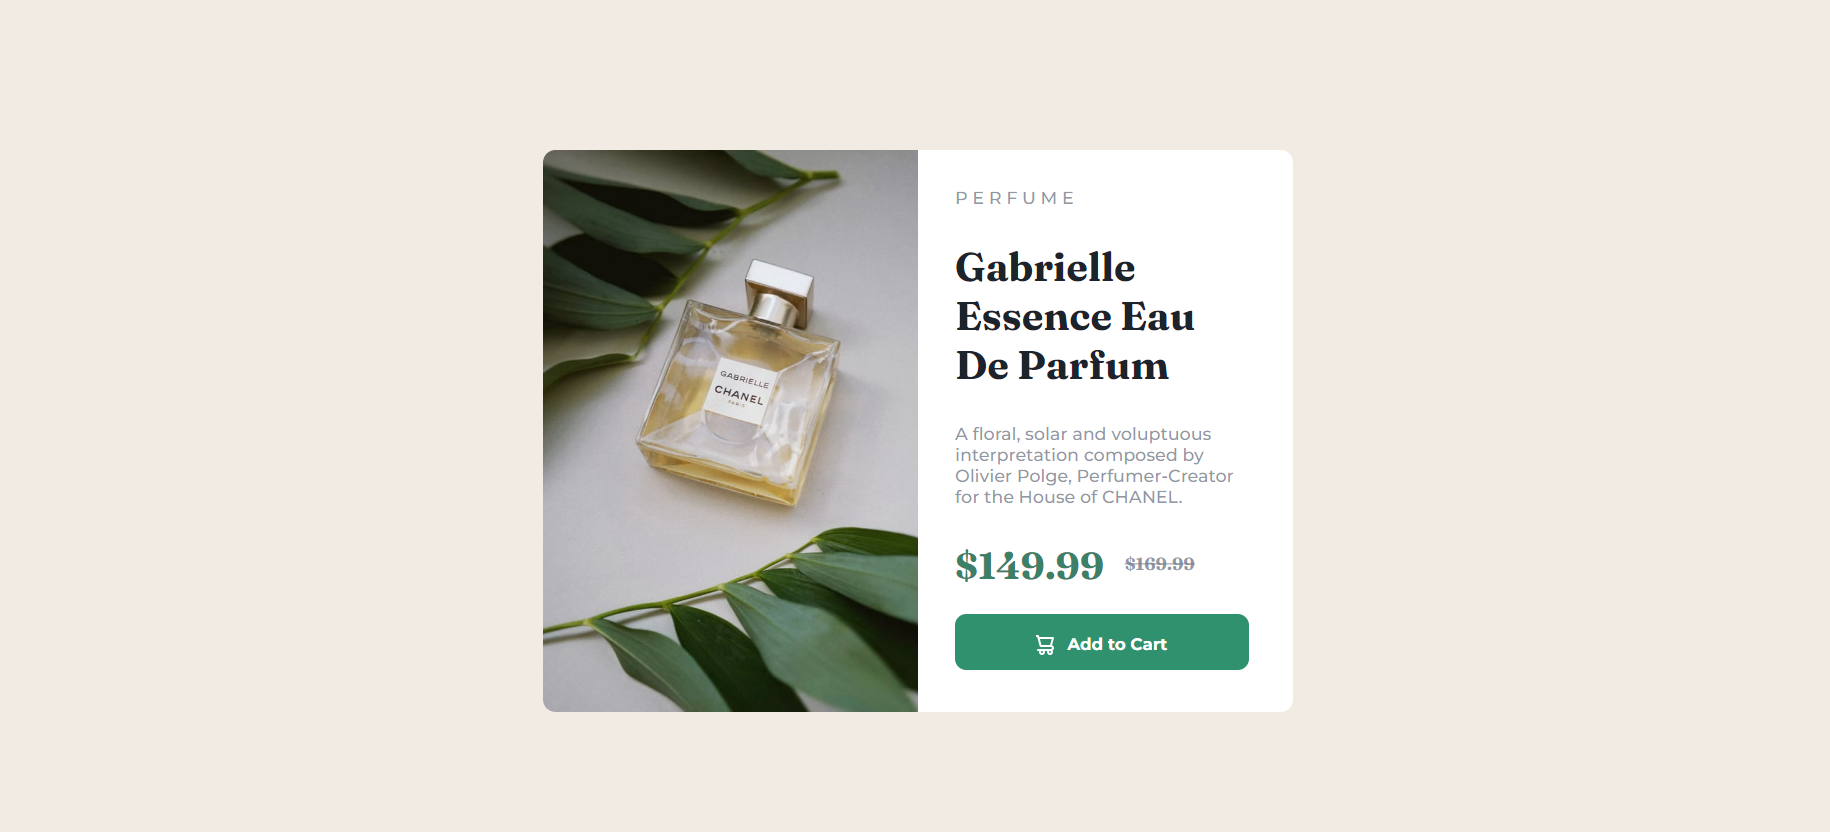 GABRIELLE
CHANEL
PARIS
PERFUME
Gabrielle
Essence Eau
De Parfum
A floral, solar and voluptuous
interpretation composed by
Olivier Polge, Perfumer-Creator
for the House of CHANEL.
$149.99 $169.99
Add to Cart